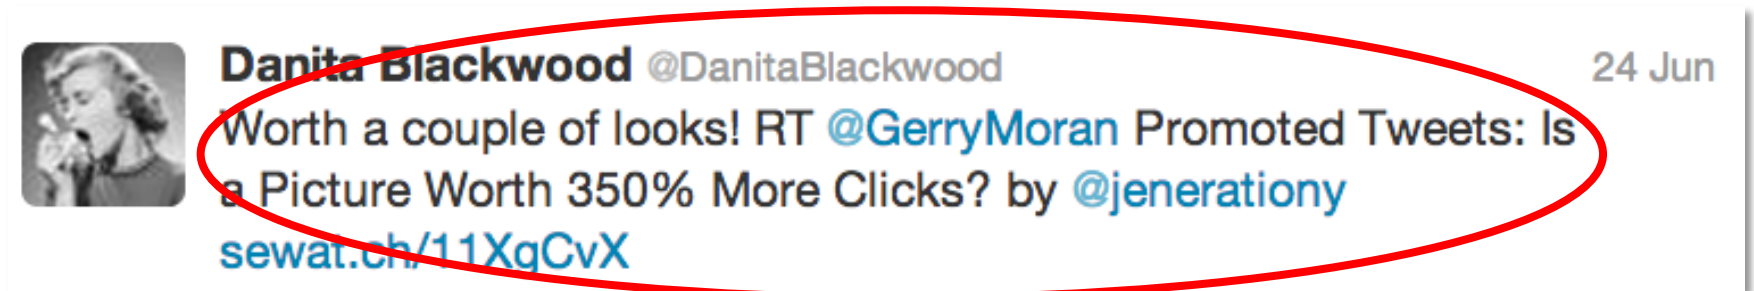 Danita Blackwood @DanitaBlackwood 24 Jun
Worth a couple of looks! RT @GerryMoran Promoted Tweets: Is
a Picture Worth 350% More Clicks? by @jenerationy
sewat.ch/11XgCvX